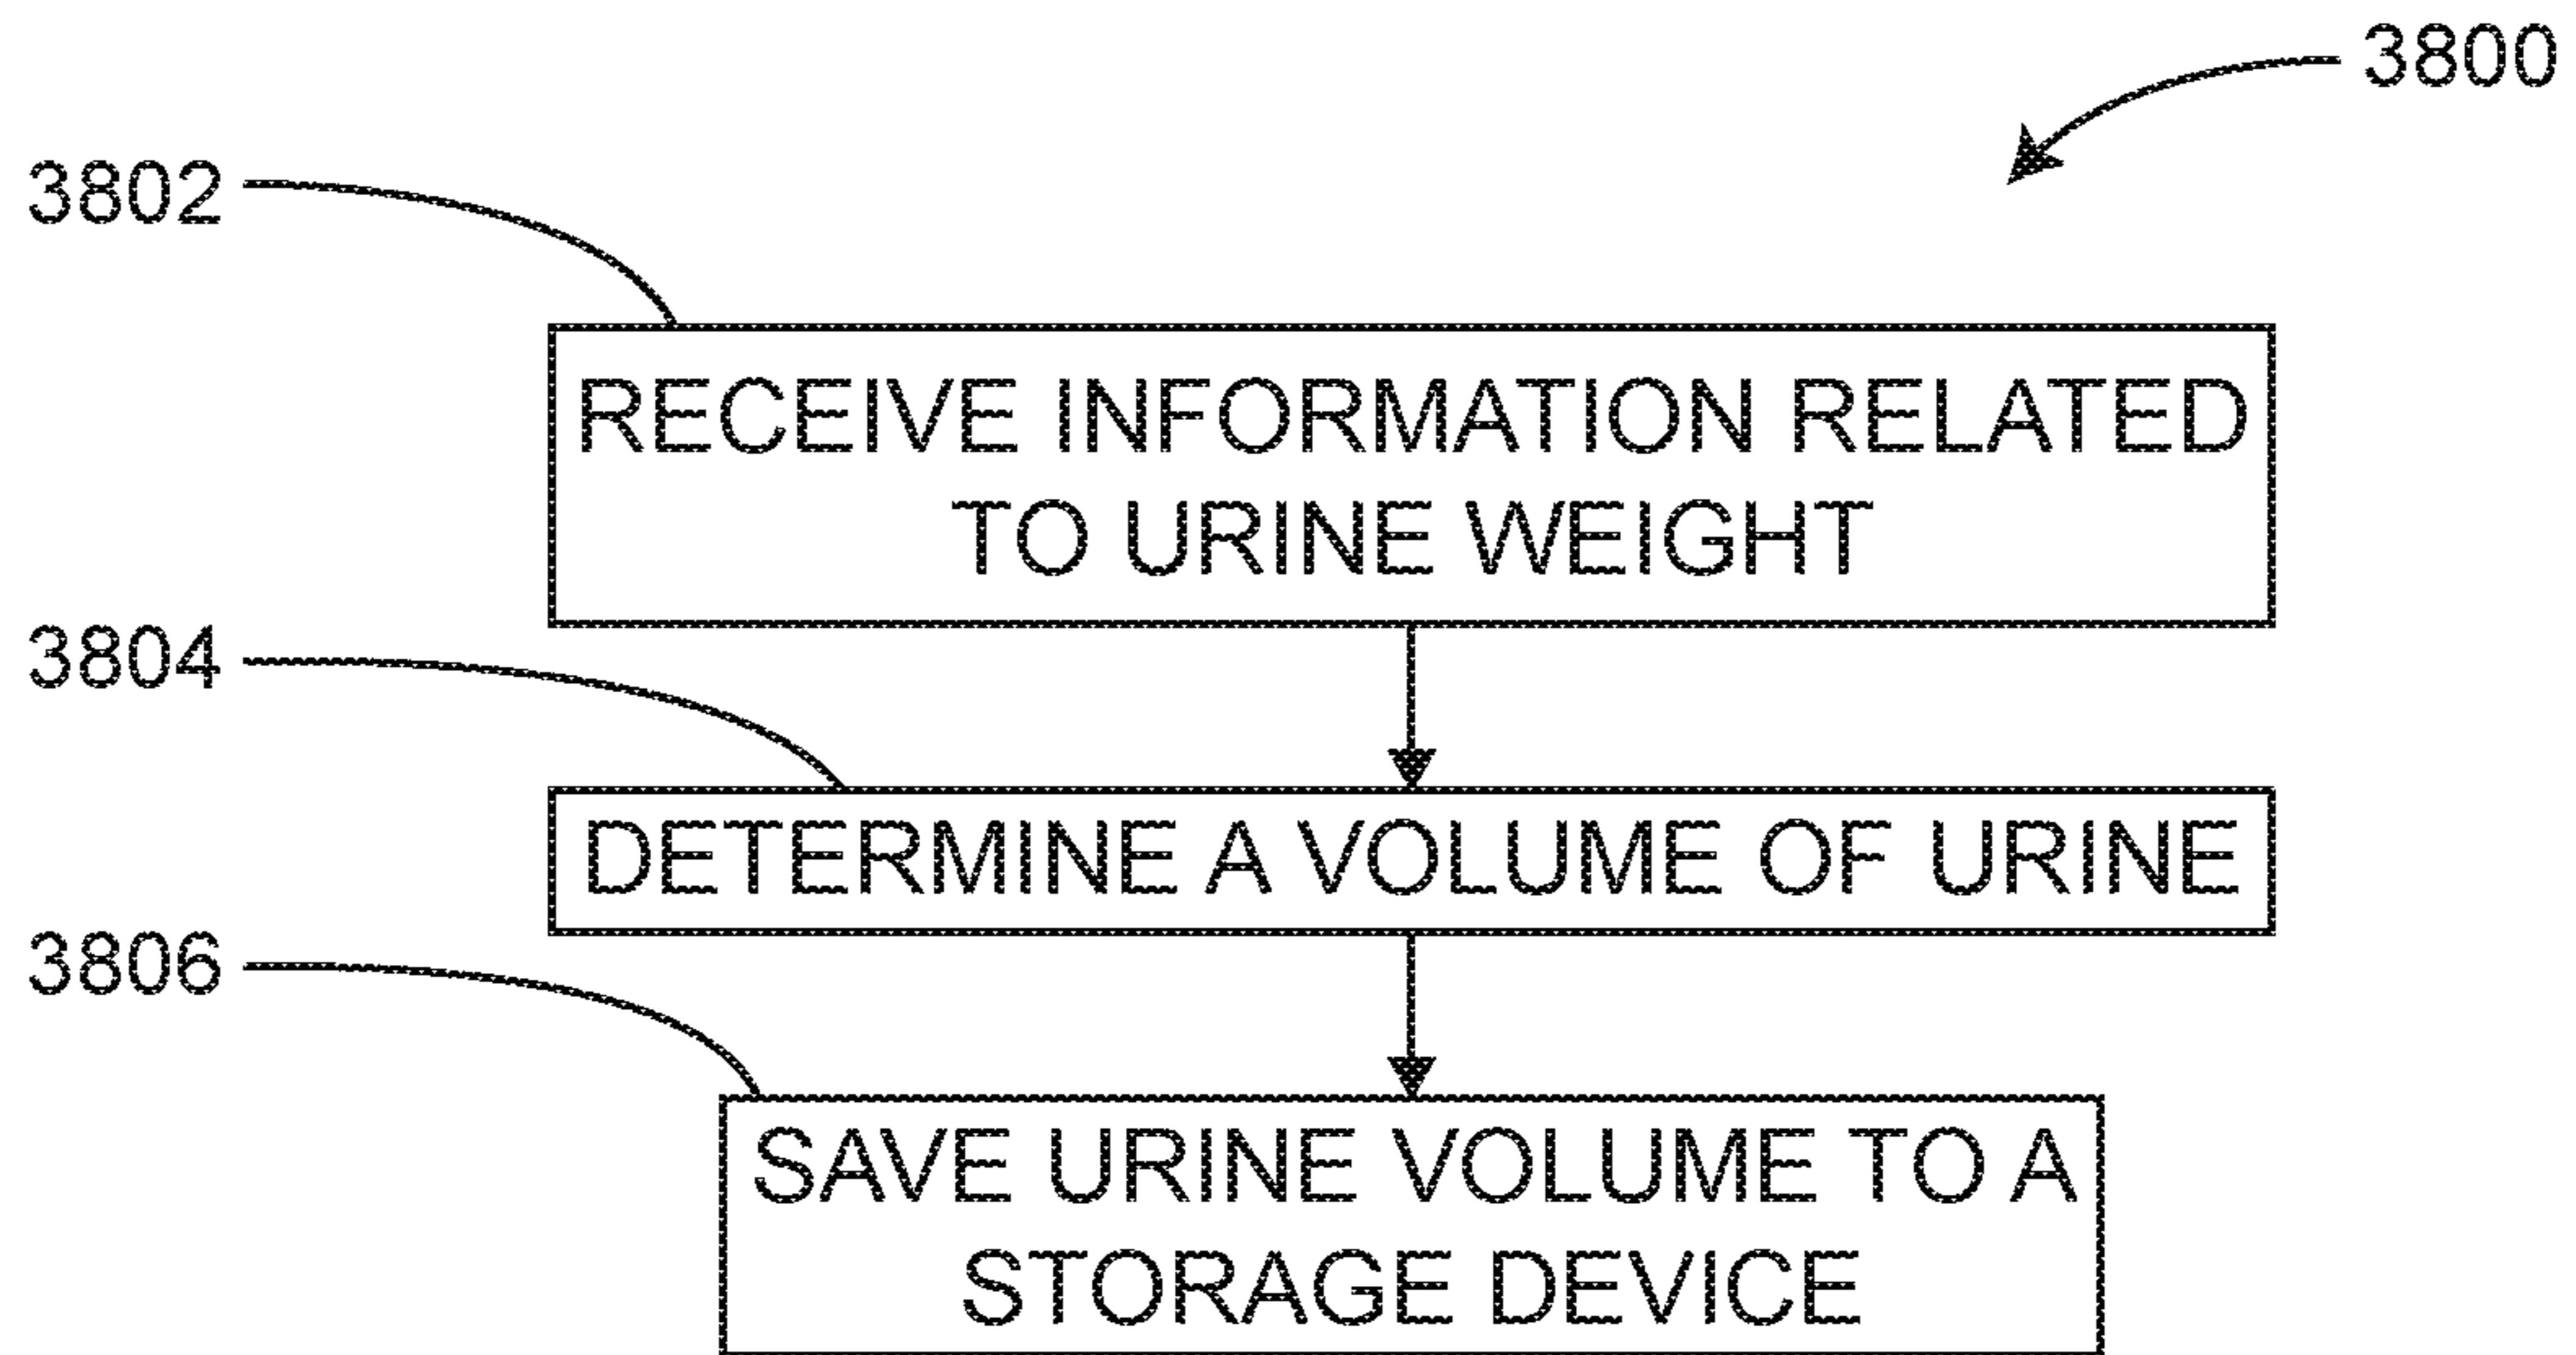 3800
3802
RECEIVE INFORMATION RELATED
TO URINE WEIGHT
3804
DETERMINE A VOLUME OF URINE
3806
SAVE URINE VOLUME TO A
STORAGE DEVICE